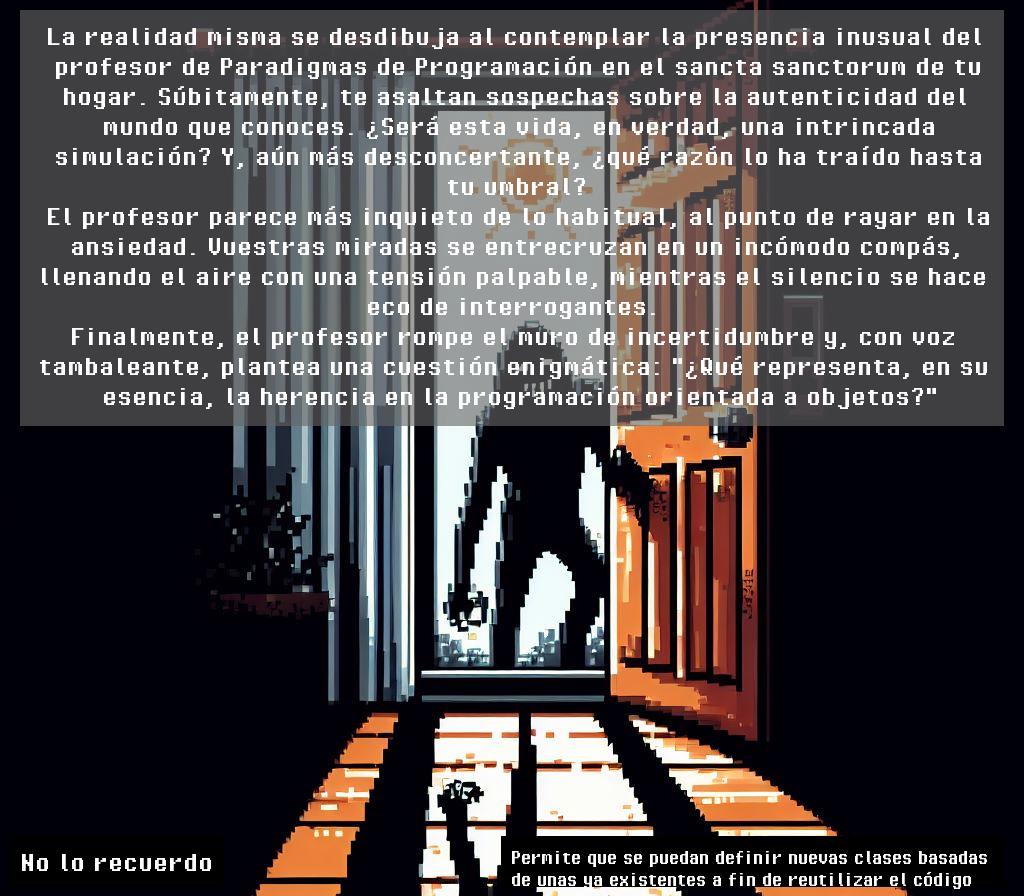 La realidad misma se desdibuja al contemplar la presencia inusual del
profesor de Paradigmas de Programación en el sancta sanctorum de tu
hogar. Súbitamente, te asaltan sospechas sobre la autenticidad del
mundo que conoces. ¿Será esta vida, en verdad, una intrincada
simulación? Y, aún más desconcertante, ¿qué razón lo ha traído hasta
tu umbral?
El profesor parece más inquieto de lo habitual, al punto de rayar en la
ansiedad. Vuestras miradas se entrecruzan en un incómodo compás,
llenando el aire con una tensión palpable, mientras el silencio se hace
eco de interrogantes.
Finalmente, el profesor rompe el muro de incertidumbre y, con voz
tambaleante, plantea una cuestión enigmática: "¿Qué representa, en su
esencia, la herencia en la programación orientada a objetos?"
No lo recuerdo
Permite que se puedan definir nuevas clases basadas
de unas ya existentes a fin de reutilizar el código